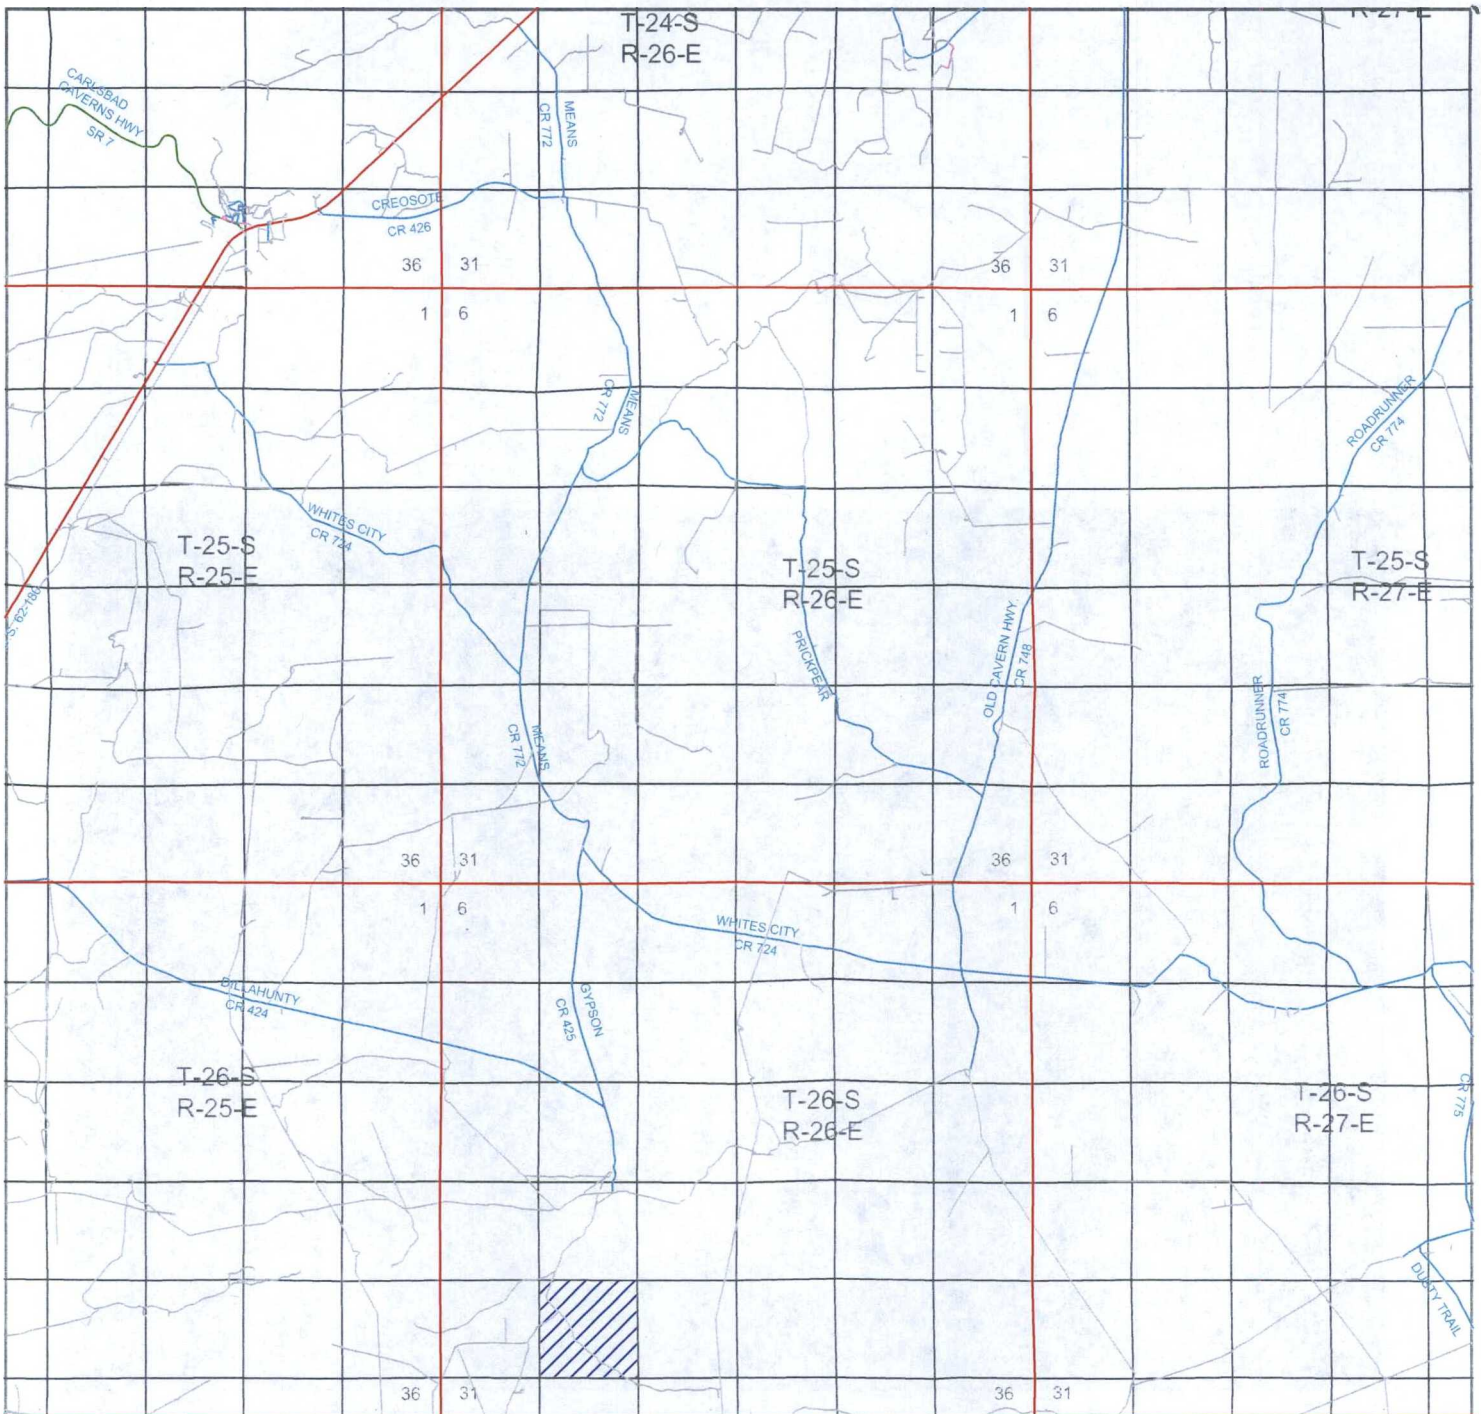 T-24-S
R-26-E
R-27-E
CARLSBAD
CAVERNS HWY
SR 7
MEANS
CR 772
CREOSOTE
CR 426
36 31
36 31
1 6
1 6
MEANS
CR 772
ROADRUNNER
CR 774
WHITES CITY
CR 724
T-25-S
R-25-E
T-25-S
R-26-E
T-25-S
R-27-E
S. 62-180
PRICKPEAR
OLD CAVERN HWY.
CR 748
ROADRUNNER
CR 774
MEANS
CR 772
36 31
36 31
1 6
1 6
WHITES CITY
CR 724
DILLAHUNTY
CR 424
GYPSON
CR 425
T-26-S
R-25-E
T-26-S
R-26-E
T-26-S
R-27-E
CR 775
DUSTY TRAIL
36 31
36 31